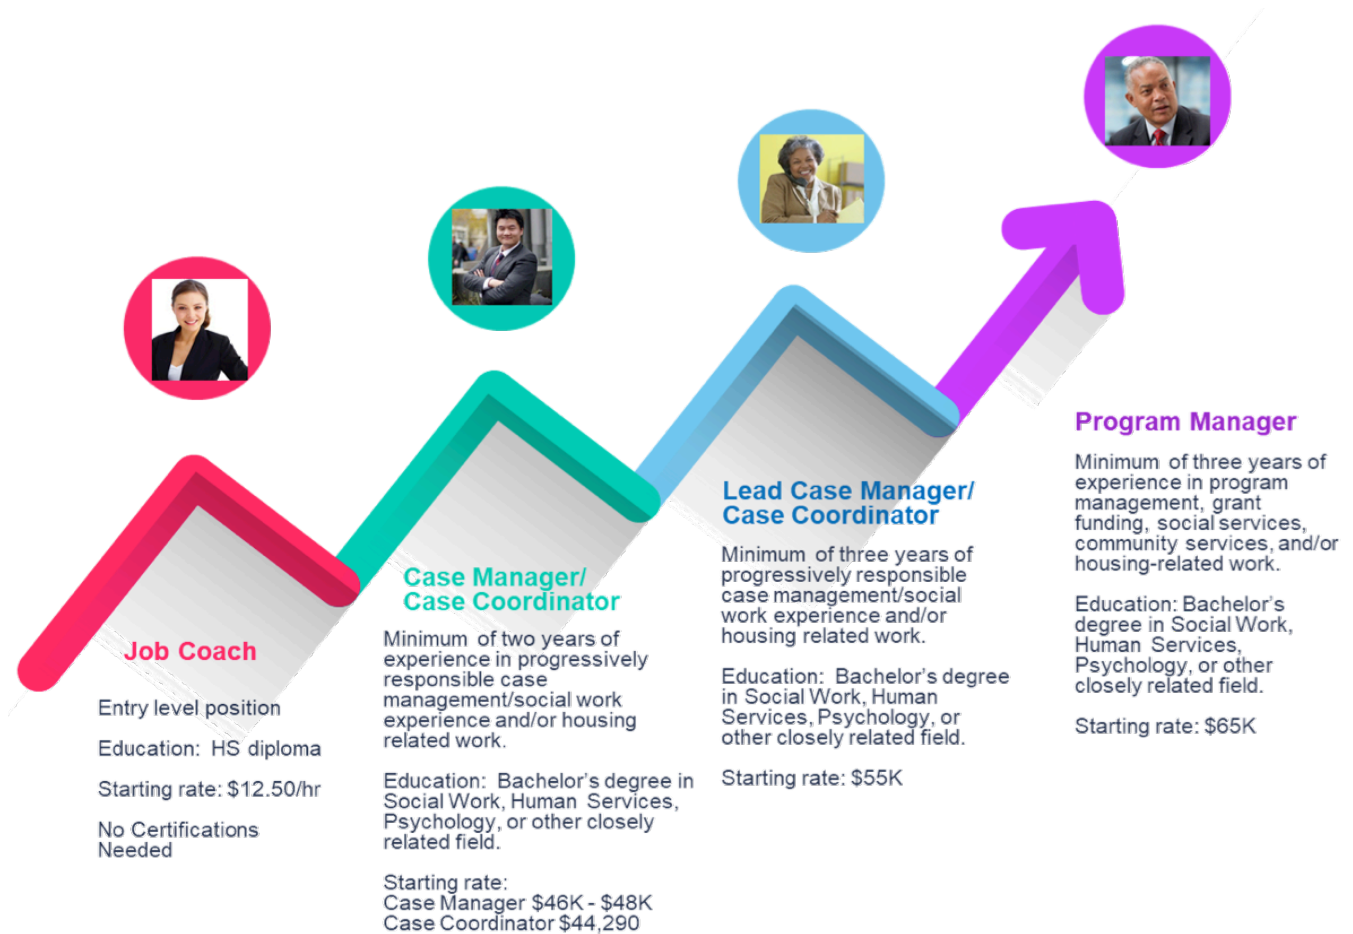 Job Coach
Entry level position
Education: HS diploma
Starting rate: $12.50/hr
No Certifications
Needed
Case Manager/
Case Coordinator
Minimum of two years of
experience in progressively
responsible case
management/social work
experience and/or housing
related work.
Education: Bachelor's degree in
Social Work, Human Services,
Psychology, or other closely
related field.
Starting rate:
Case Manager $46K - $48K
Case Coordinator $44,290
Lead Case Manager/
Case Coordinator
Minimum of three years of
progressively responsible
case management/social
work experience and/or
housing related work.
Education: Bachelor's degree
in Social Work, Human
Services, Psychology, or
other closely related field.
Starting rate: $55K
Program Manager
Minimum of three years of
experience in program
management, grant
funding, social services,
community services, and/or
housing-related work.
Education: Bachelor's
degree in Social Work,
Human Services,
Psychology, or other
closely related field.
Starting rate: $65K